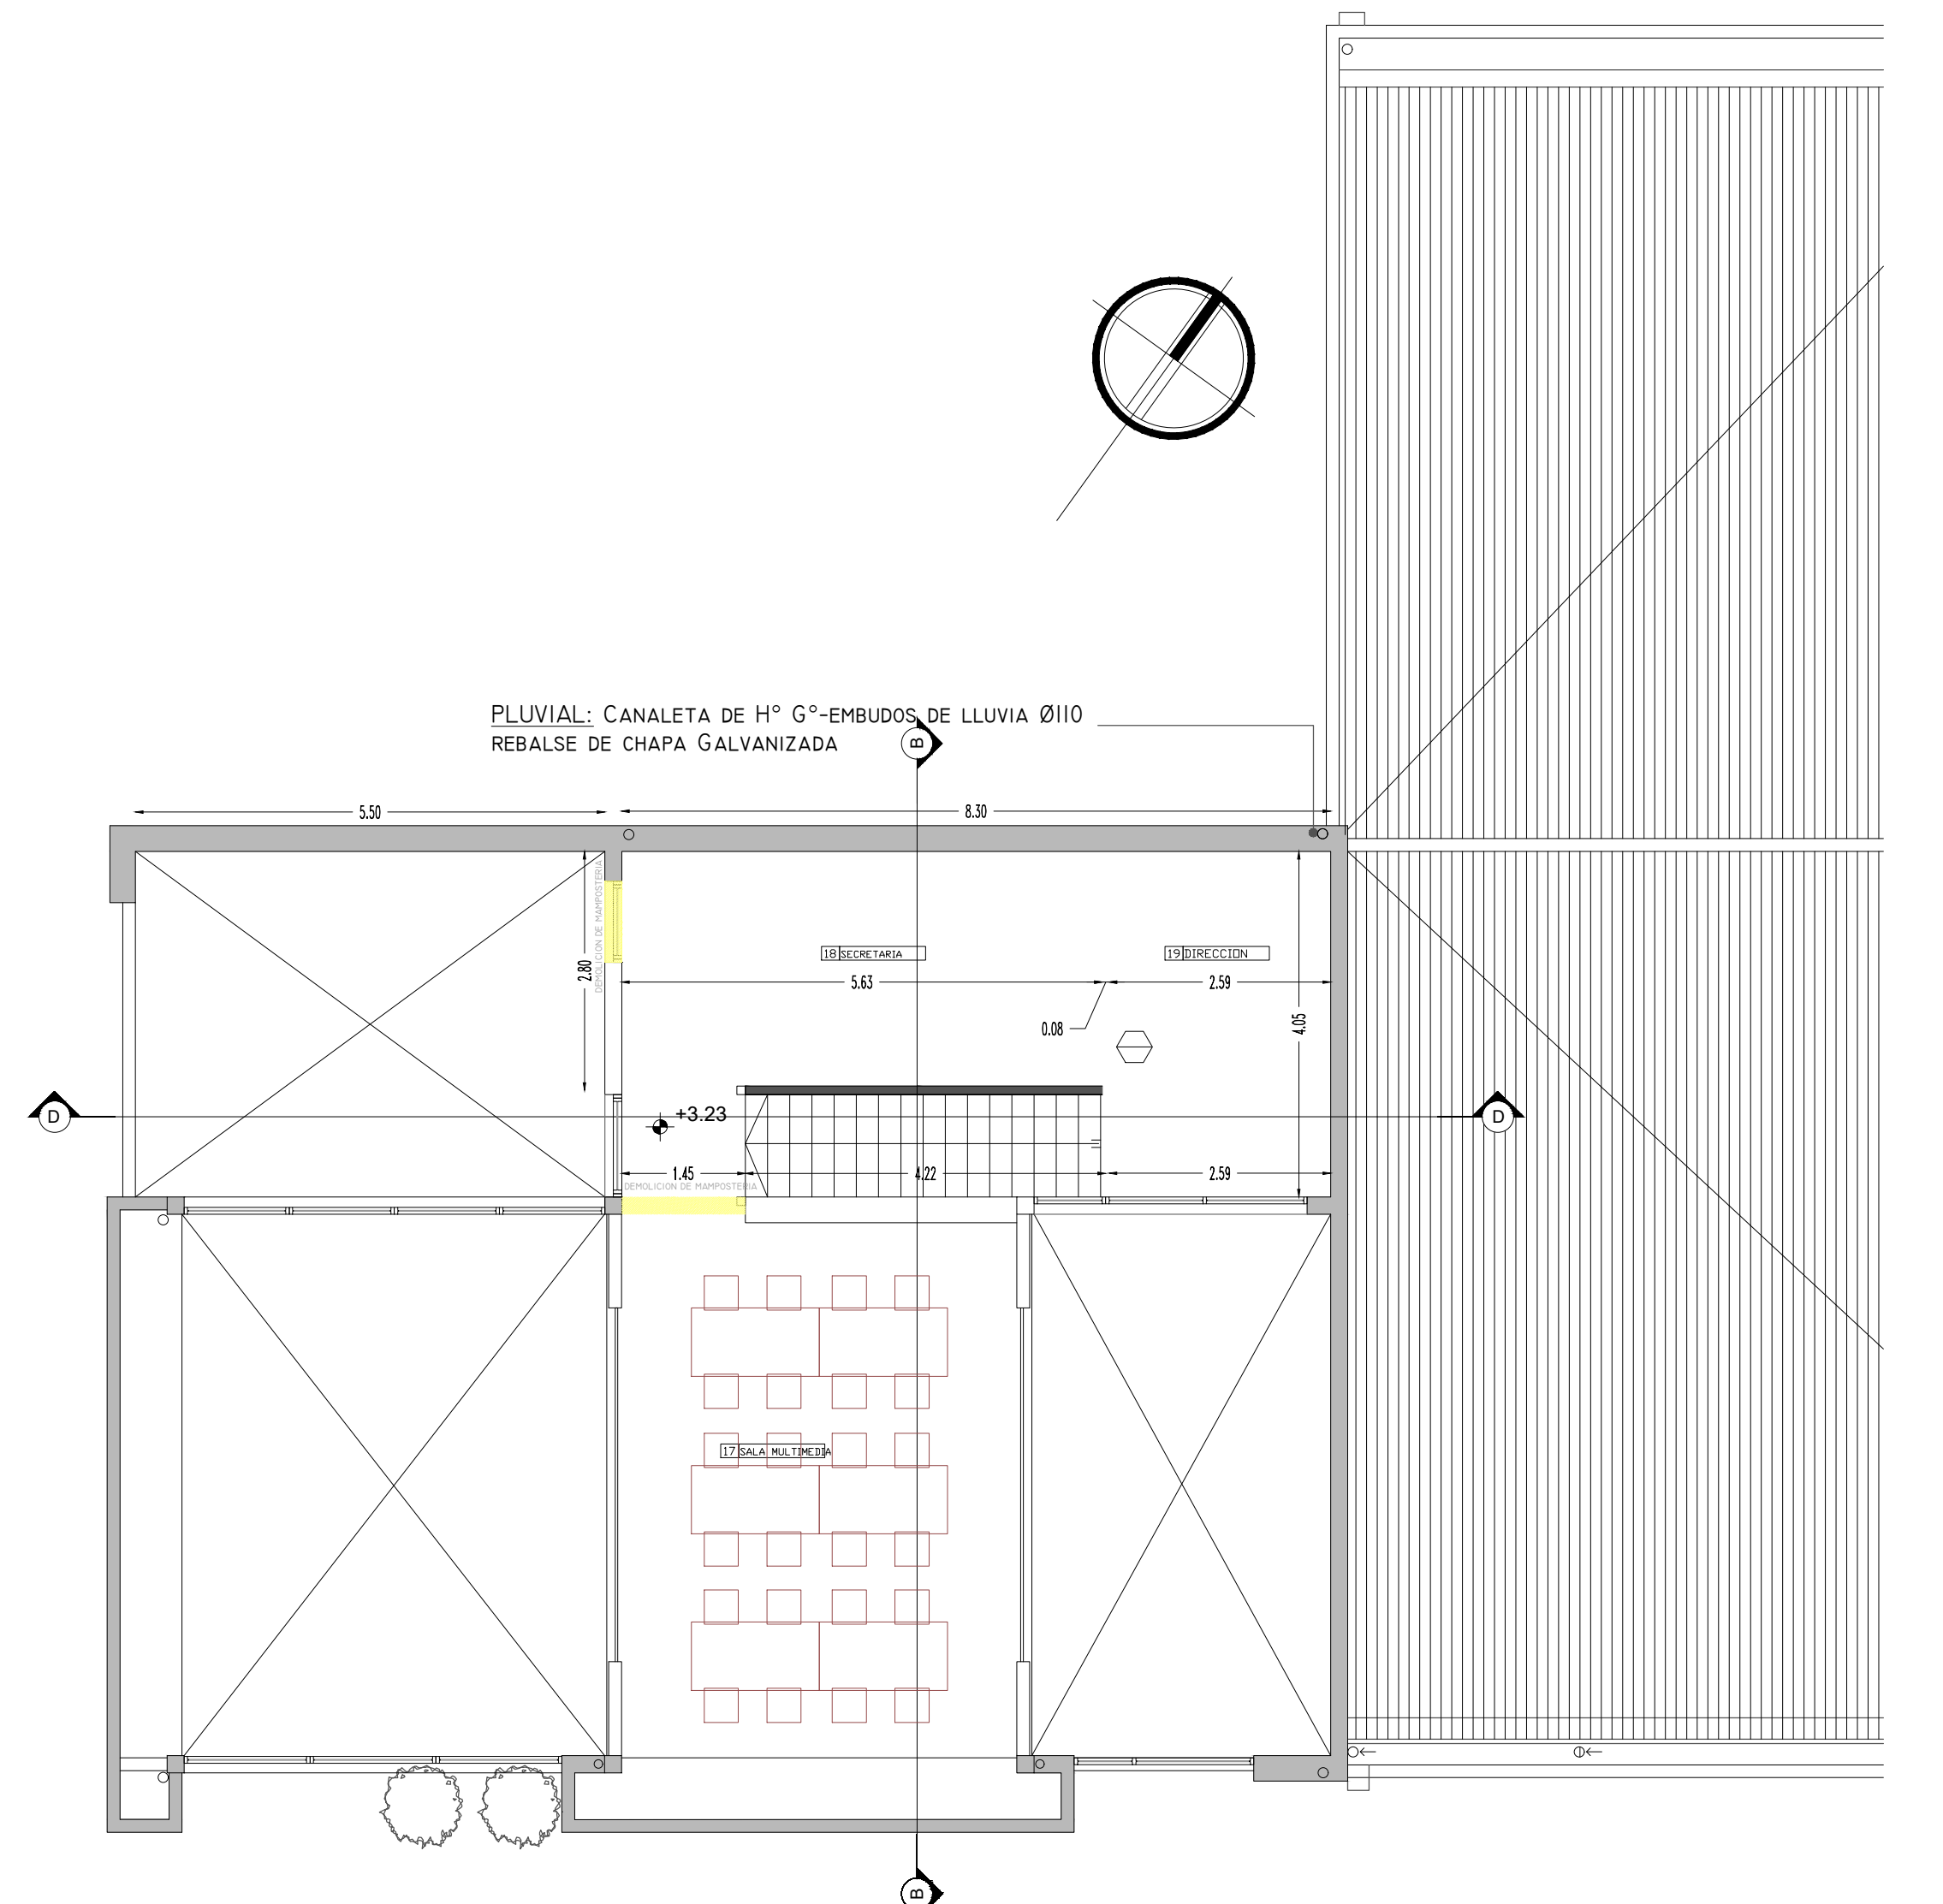 PLUVIAL: CANALETA DE H° G°-EMBUDOS DE LLUVIA Ø110
REBALSE DE CHAPA GALVANIZADA
B
5.50
8.30
DEMOLICION DE MAMPOSTERIA
2.80
18 SECRETARIA
19 DIRECCION
5.63
2.59
0.08
4.05
D
+3.23
D
1.45
4.22
2.59
DEMOLICION DE MAMPOSTERIA
17 SALA MULTIMEDIA
B